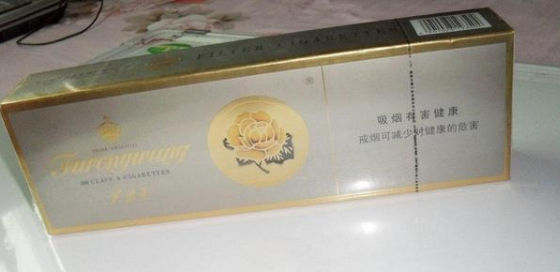 FILTER CIGARETTES
®
Furongwang
200 CLASS A CIGARETTES
吸烟有害健康
戒烟可减少对健康的危害